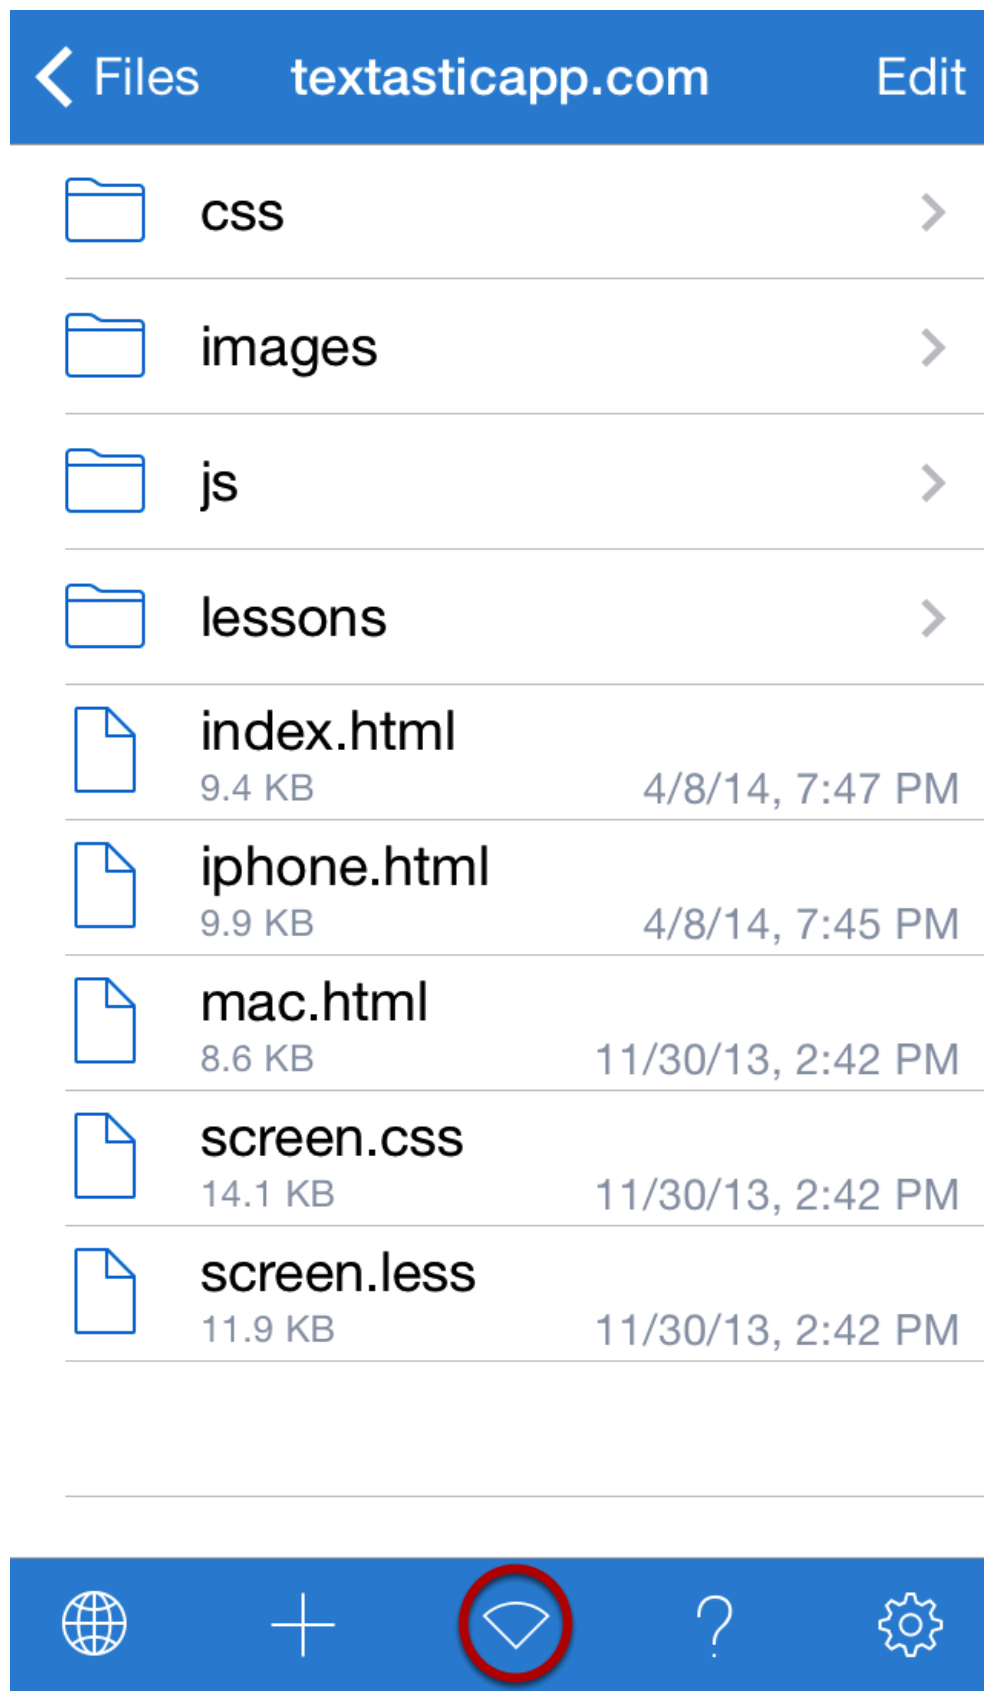 Files textasticapp.com Edit
css
images
js
lessons
index.html
9.4 KB 4/8/14, 7:47 PM
iphone.html
9.9 KB 4/8/14, 7:45 PM
mac.html
8.6 KB 11/30/13, 2:42 PM
screen.css
14.1 KB 11/30/13, 2:42 PM
screen.less
11.9 KB 11/30/13, 2:42 PM
?